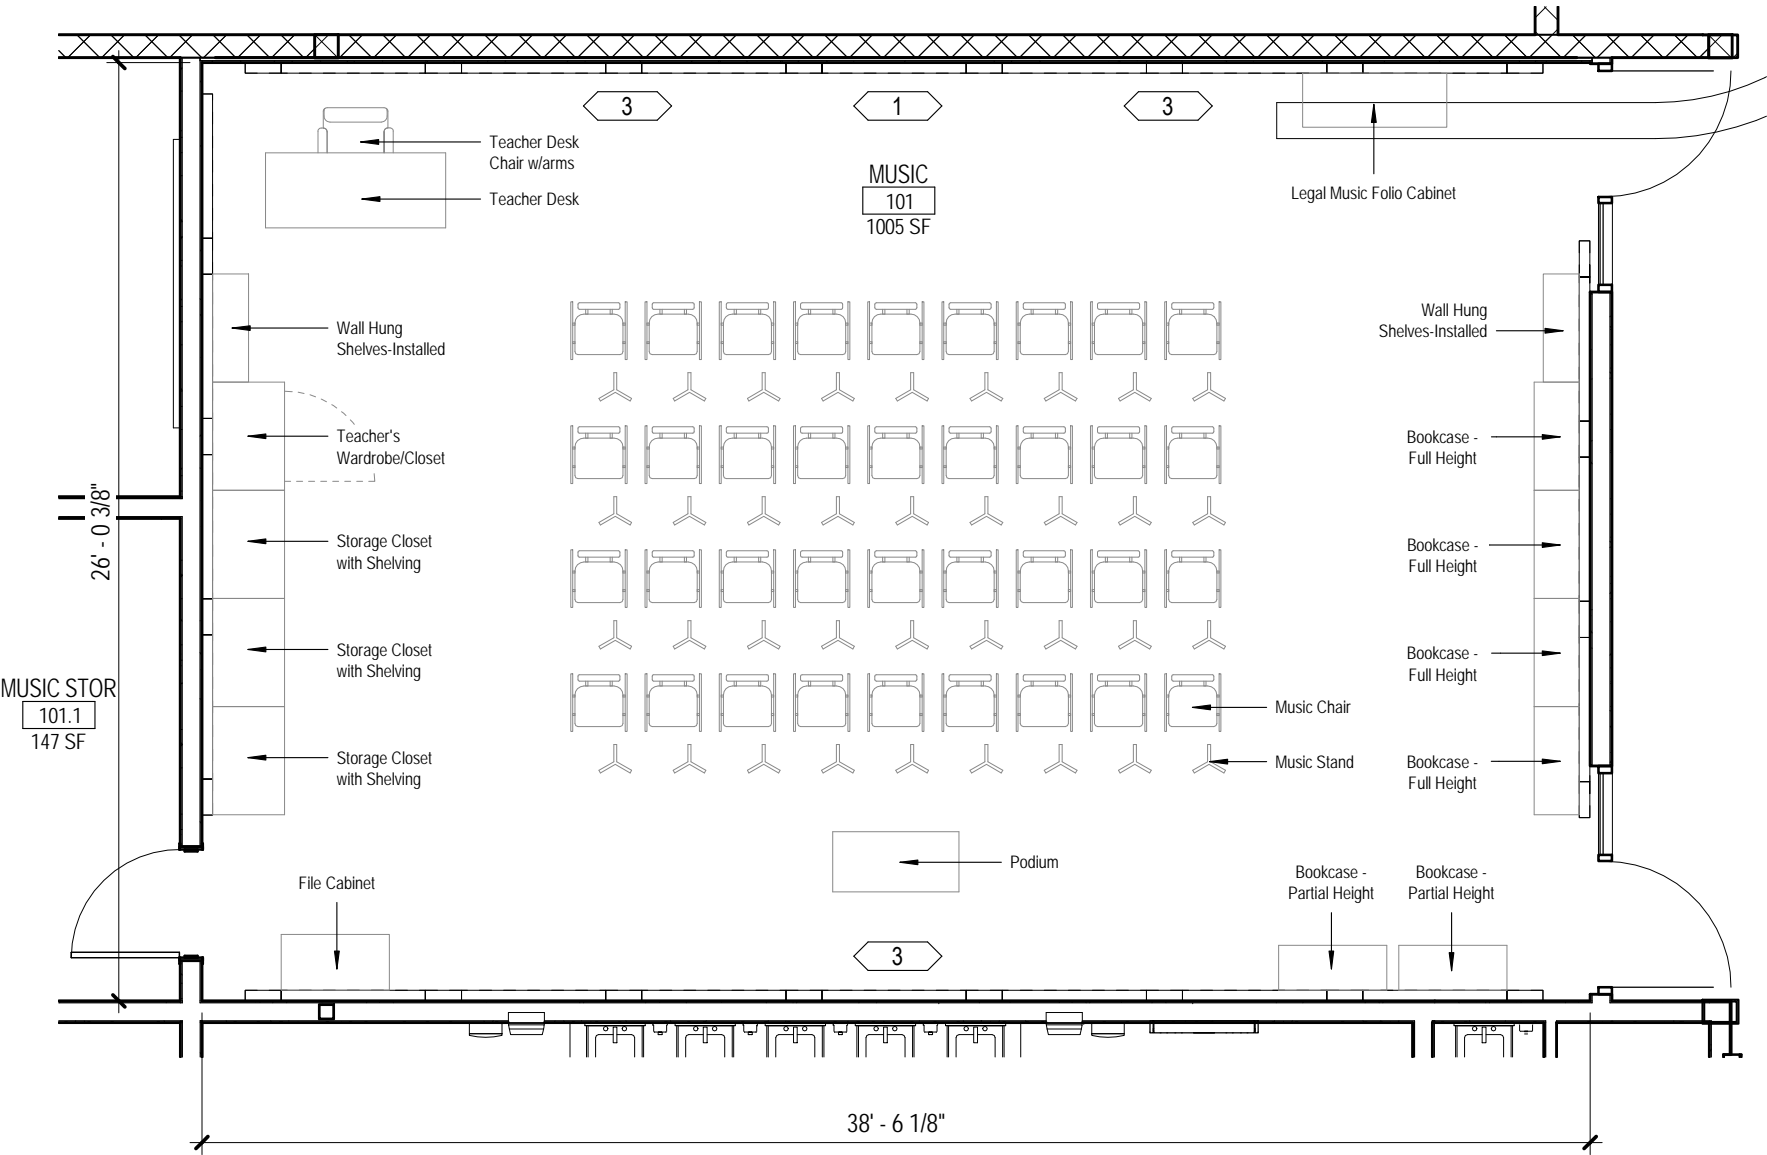 3
1
3
Teacher Desk
Chair w/arms
Teacher Desk
MUSIC
101
1005 SF
Legal Music Folio Cabinet
Wall Hung
Shelves-Installed
Wall Hung
Shelves-Installed
Teacher's
Wardrobe/Closet
Bookcase -
Full Height
26' - 0 3/8"
Storage Closet
with Shelving
Bookcase -
Full Height
Storage Closet
with Shelving
Bookcase -
Full Height
MUSIC STOR
101.1
147 SF
Music Chair
Storage Closet
with Shelving
Music Stand
Bookcase -
Full Height
Podium
File Cabinet
Bookcase -
Partial Height
Bookcase -
Partial Height
3
38' - 6 1/8"